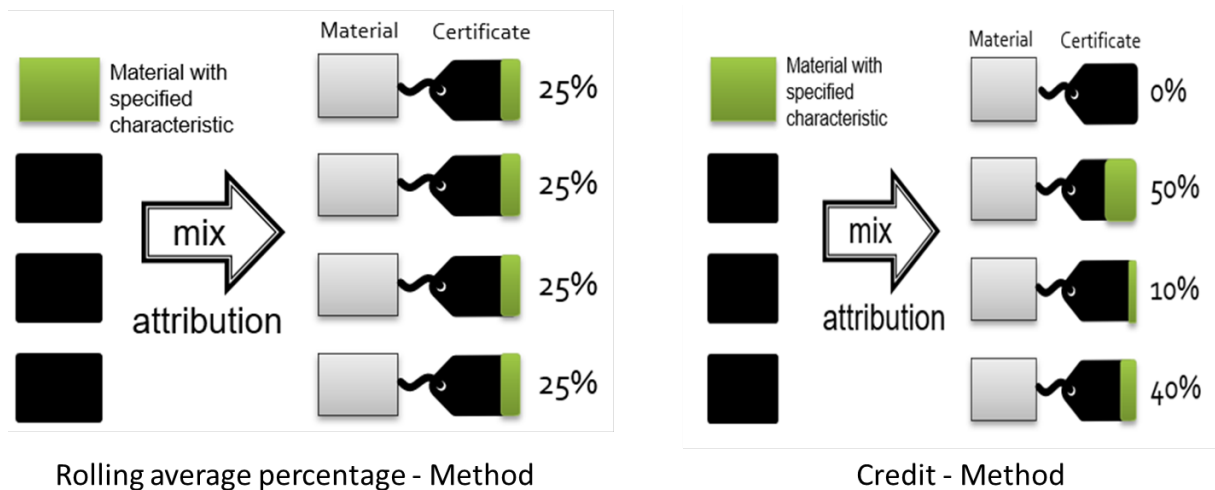 Material Certificate
Material with
specified
characteristic
25%
25%
mix
25%
attribution
25%
Rolling average percentage - Method
Material Certificate
Material with
specified
characteristic
0%
50%
mix
10%
attribution
40%
Credit - Method